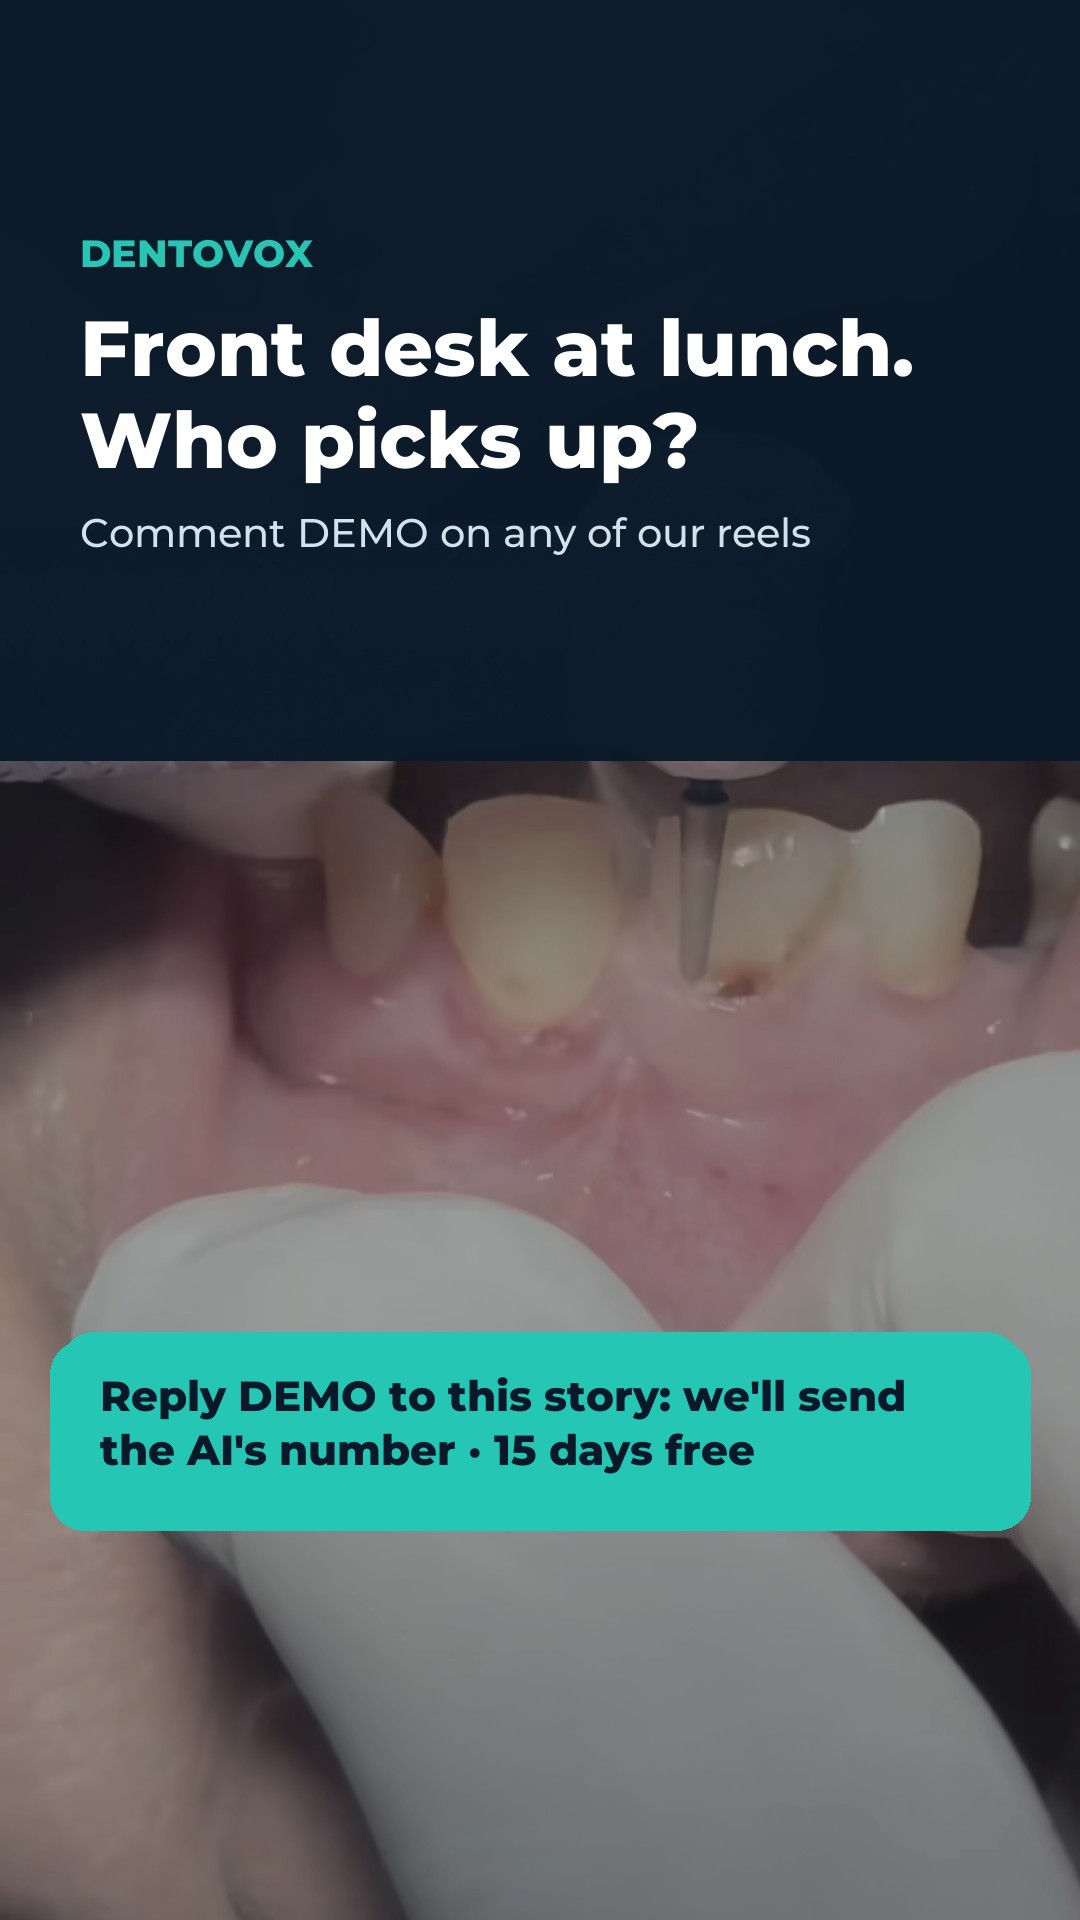 DENTOVOX
Front desk at lunch.
Who picks up?
Comment DEMO on any of our reels
Reply DEMO to this story: we'll send
the AI's number · 15 days free